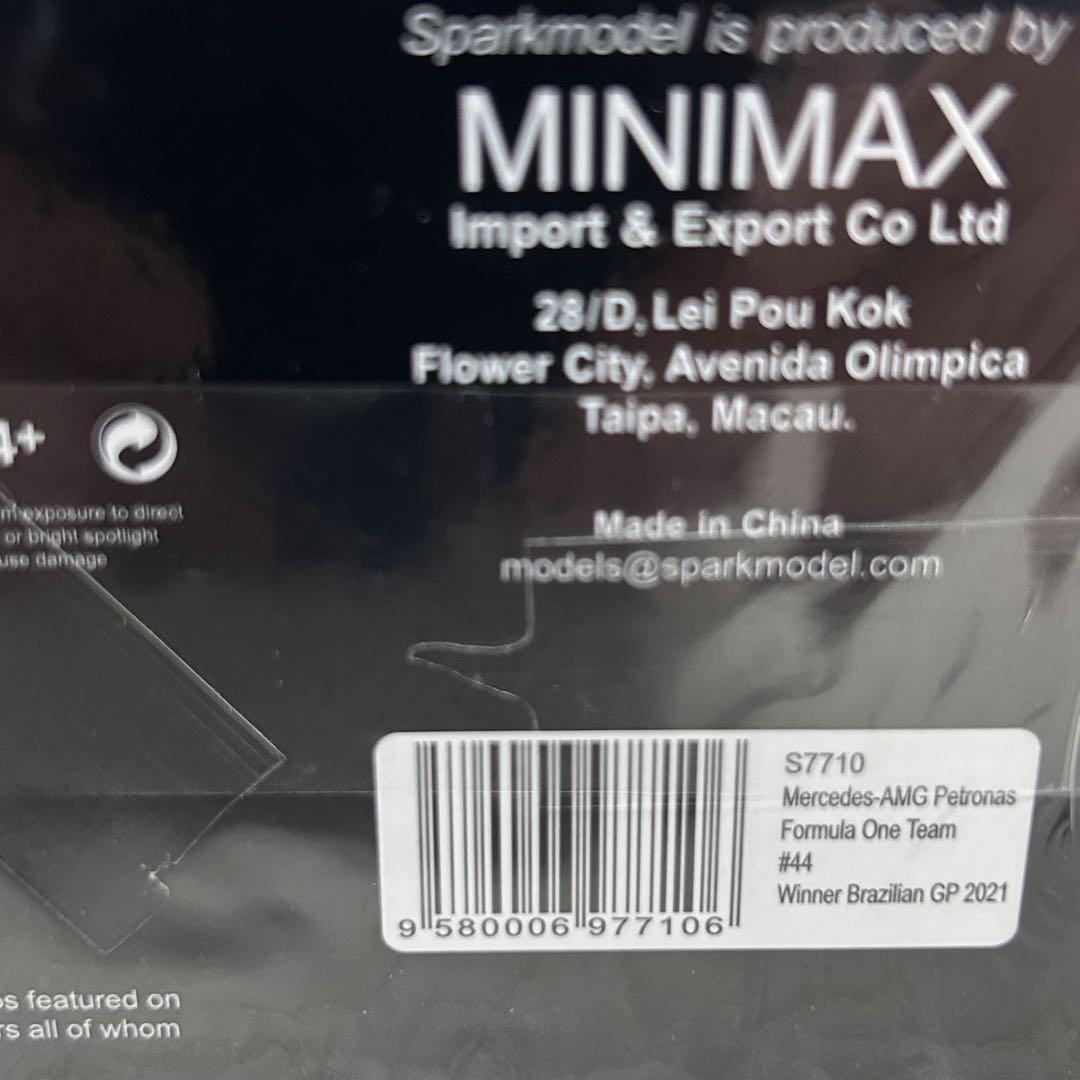 Sparkmodel is produced by
MINIMAX
Import & Export Co Ltd
28/D, Lei Pou Kok
Flower City, Avenida Olimpica
Taipa, Macau.
4+
exposure to direct
or bright spotlight
damage
Made in China
models@sparkmodel.com
S7710
Mercedes-AMG Petronas
Formula One Team
#44
Winner Brazilian GP 2021
9 580006 977106
featured on
all of whom